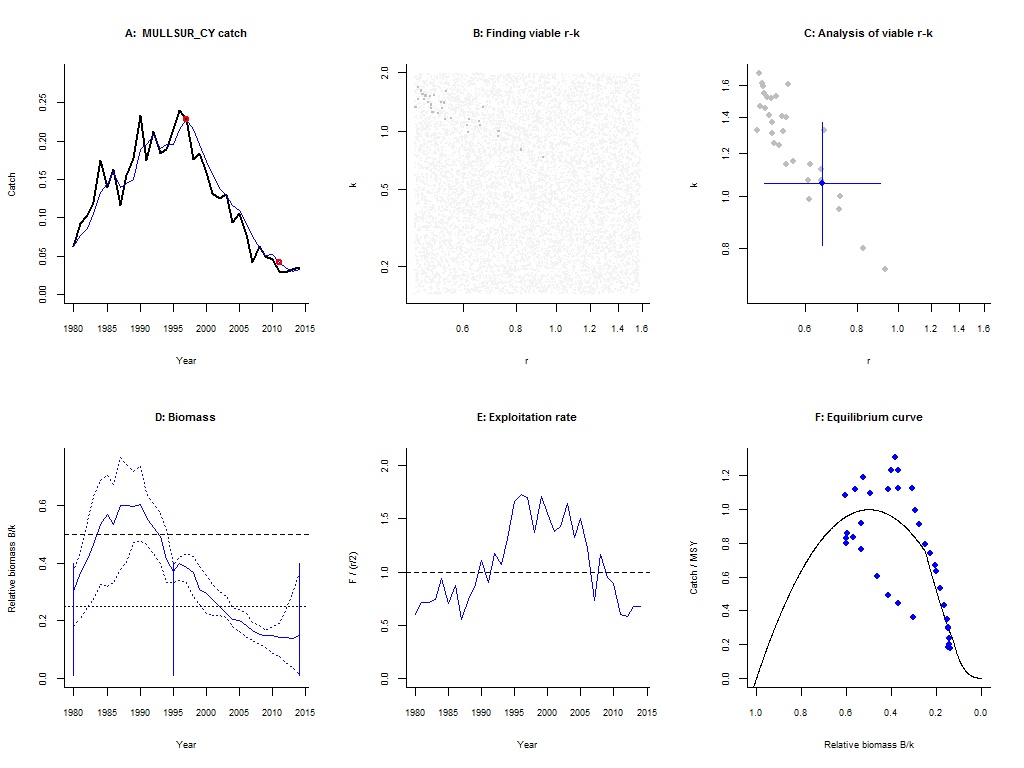 A: MULLSUR_CY catch
B: Finding viable r-k
C: Analysis of viable r-k
Catch
0.00 0.05 0.10 0.15 0.20 0.25
1980 1985 1990 1995 2000 2005 2010 2015
Year
k
0.2 0.5 1.0 2.0
0.6 0.8 1.0 1.2 1.4 1.6
r
k
0.8 1.0 1.2 1.4 1.6
0.6 0.8 1.0 1.2 1.4 1.6
r
D: Biomass
E: Exploitation rate
F: Equilibrium curve
Relative biomass B/k
0.0 0.2 0.4 0.6
1980 1985 1990 1995 2000 2005 2010 2015
Year
F / (r/2)
0.0 0.5 1.0 1.5 2.0
1980 1985 1990 1995 2000 2005 2010 2015
Year
Catch / MSY
0.0 0.2 0.4 0.6 0.8 1.0 1.2
1.0 0.8 0.6 0.4 0.2 0.0
Relative biomass B/k